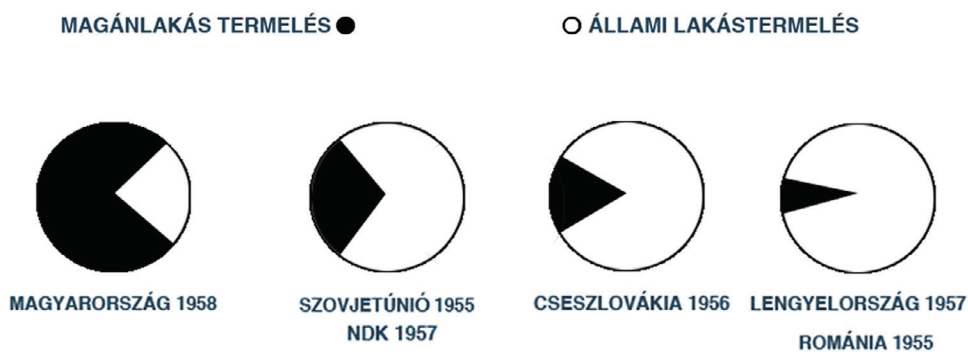 MAGÁNLAKÁS TERMELÉS
ÁLLAMI LAKÁSTERMELÉS
MAGYARORSZÁG 1958
SZOVJETÚNIÓ 1955
NDK 1957
CSESZLOVÁKIA 1956
LENGYELORSZÁG 1957
ROMÁNIA 1955